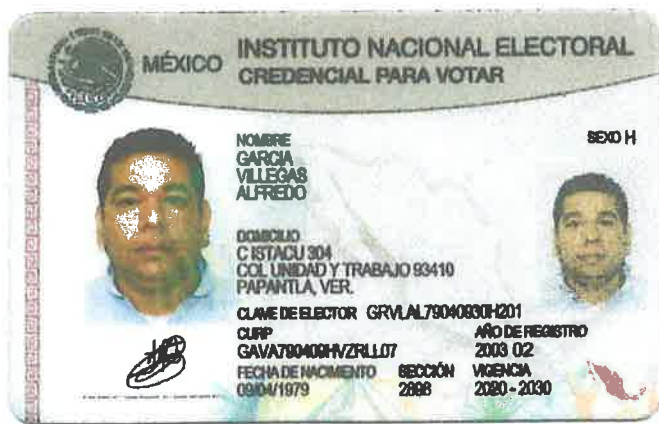 MÉXICO
INSTITUTO NACIONAL ELECTORAL
CREDENCIAL PARA VOTAR
NOMBRE
GARCIA
VILLEGAS
ALFREDO
SEXO H
DOMICILIO
C ISTACU 304
COL UNIDAD Y TRABAJO 93410
PAPANTLA, VER.
CLAVE DE ELECTOR GRVLAL79040930H201
CURP
GAVA790409HVZRLL07
AÑO DE REGISTRO
2003 02
FECHA DE NACIMIENTO
09/04/1979
SECCIÓN
VIGENCIA
2020 - 2030